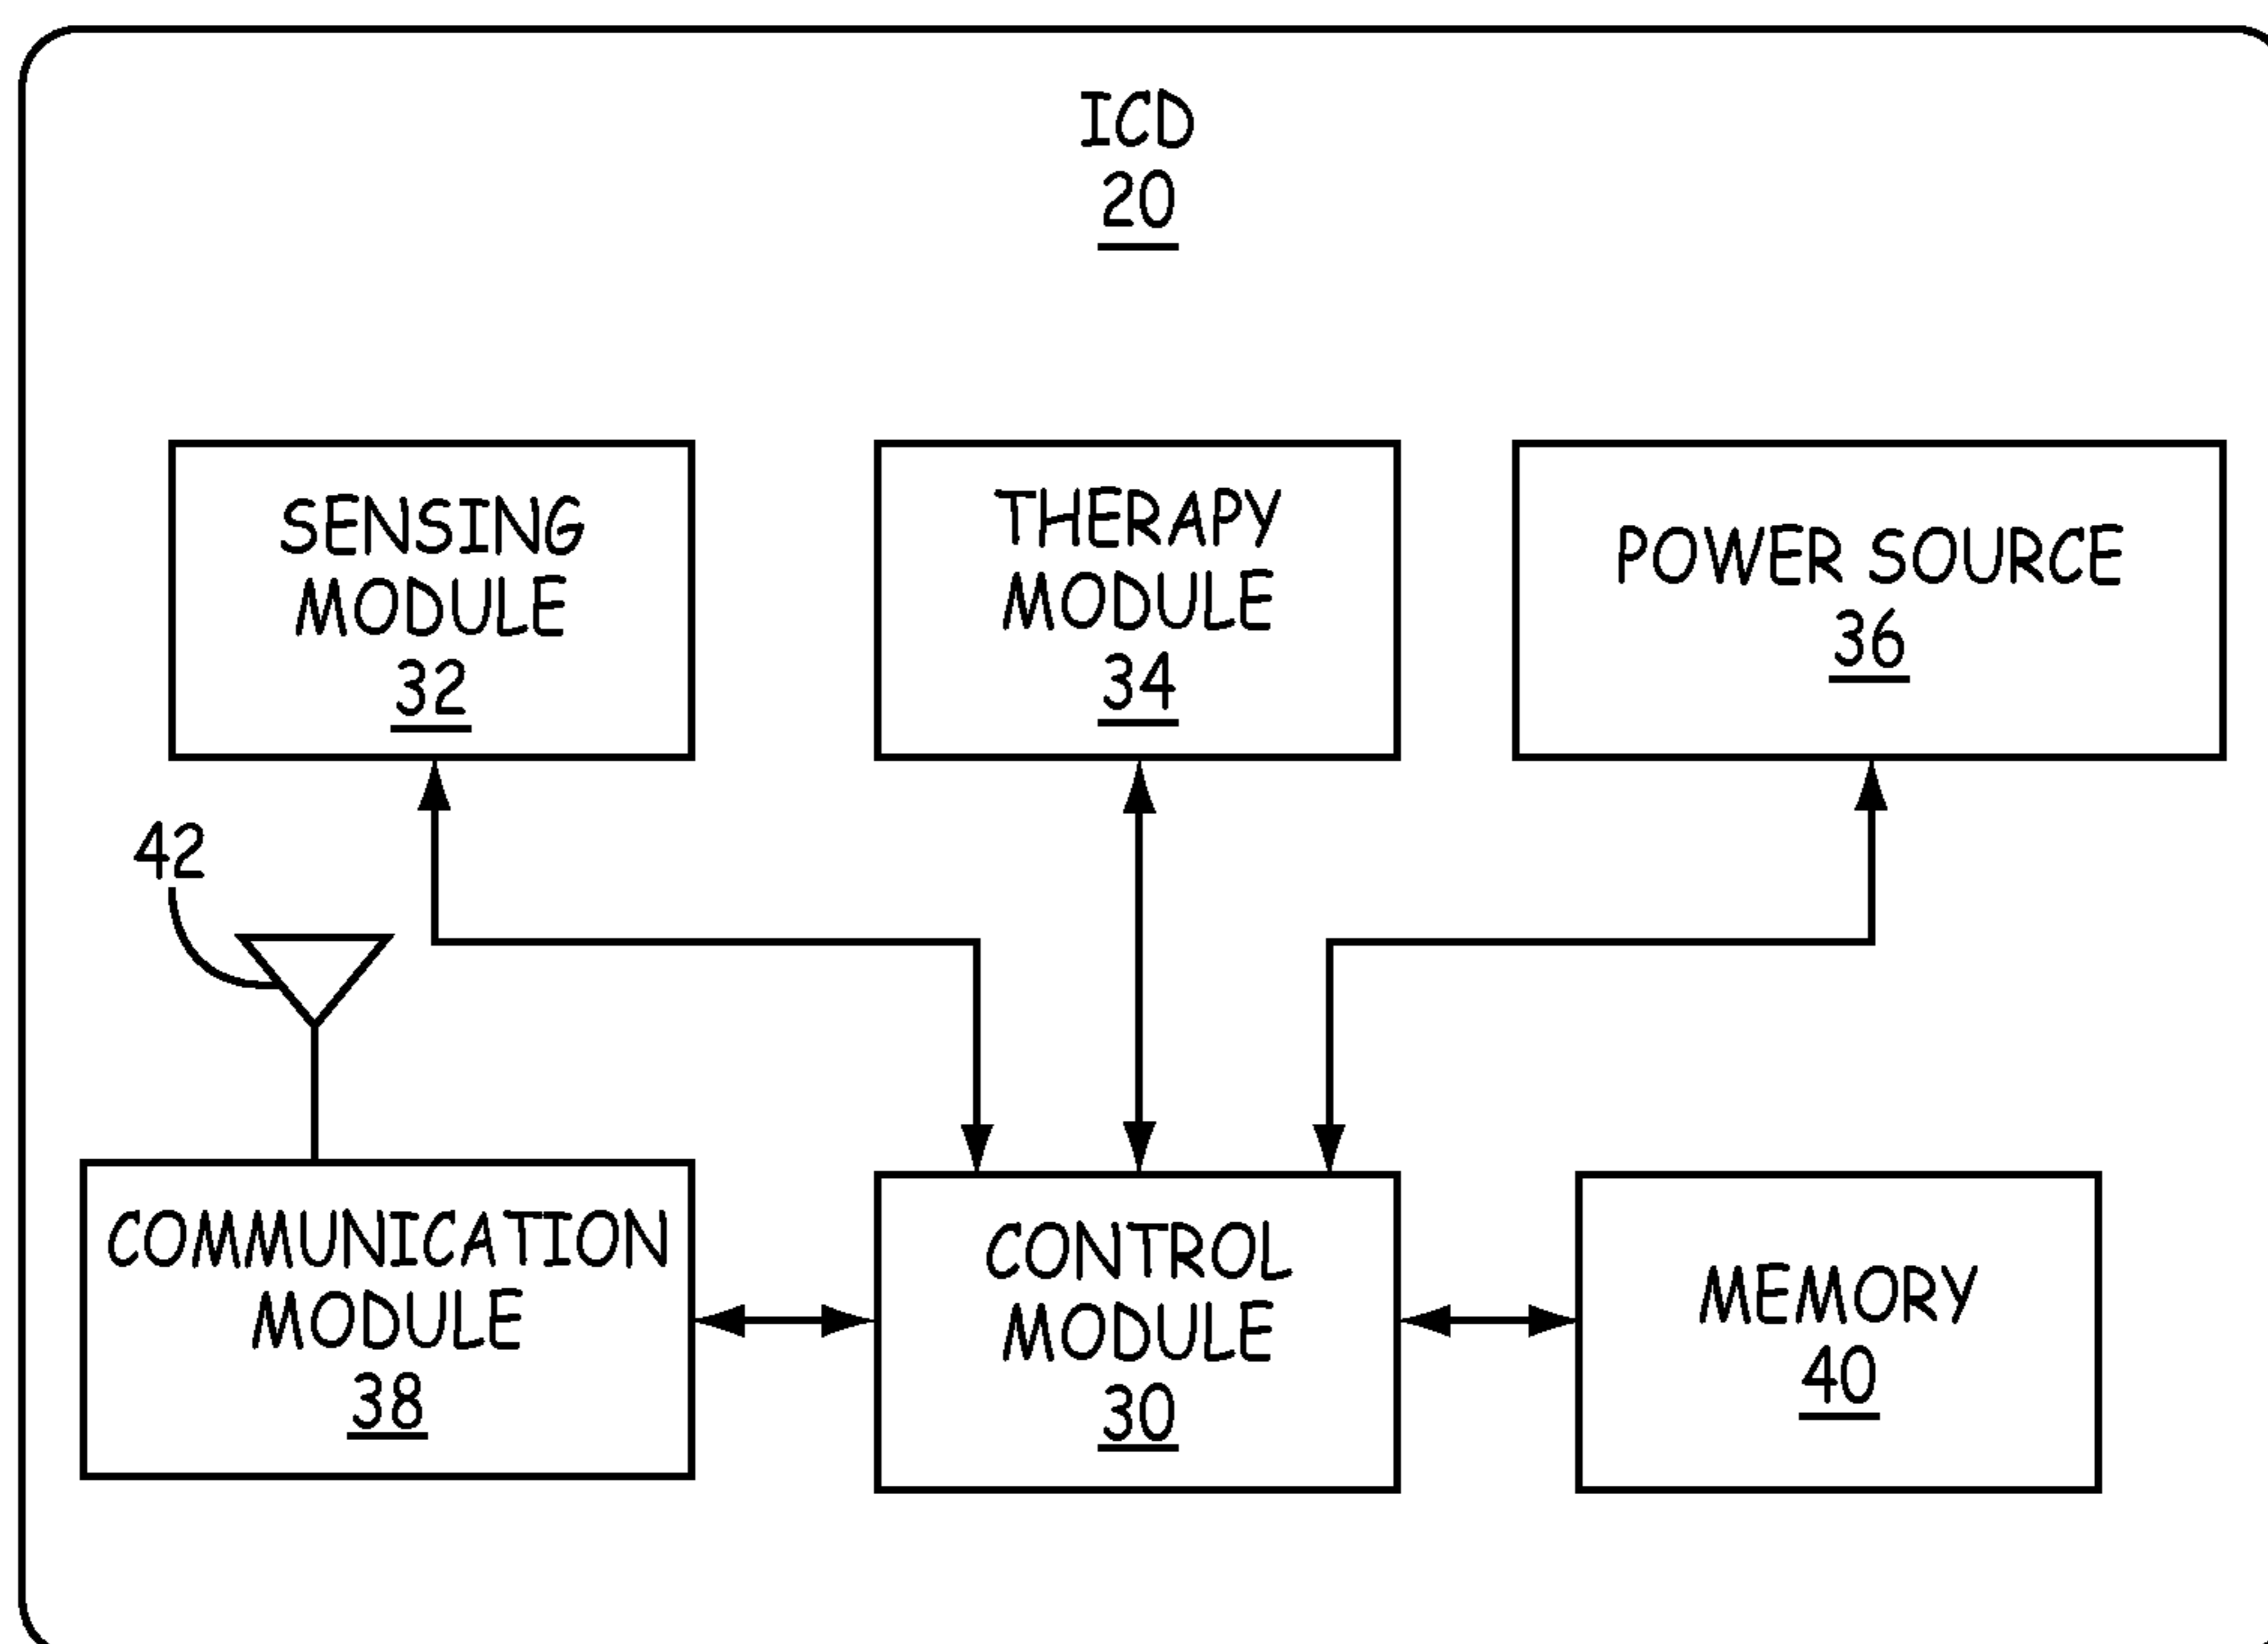 ICD
20
SENSING
MODULE
32
THERAPY
MODULE
34
POWER SOURCE
36
42
COMMUNICATION
MODULE
38
CONTROL
MODULE
30
MEMORY
40